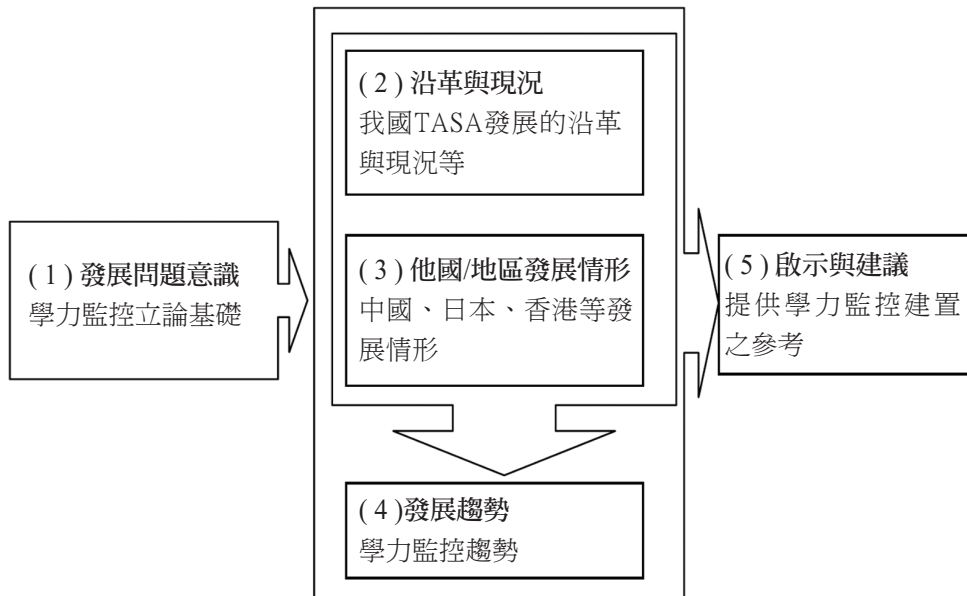 (1)發展問題意識
學力監控立論基礎
(2)沿革與現況
我國TASA發展的沿革
與現況等
(3)他國/地區發展情形
中國、日本、香港等發
展情形
(4)發展趨勢
學力監控趨勢
(5)啟示與建議
提供學力監控建置
之參考